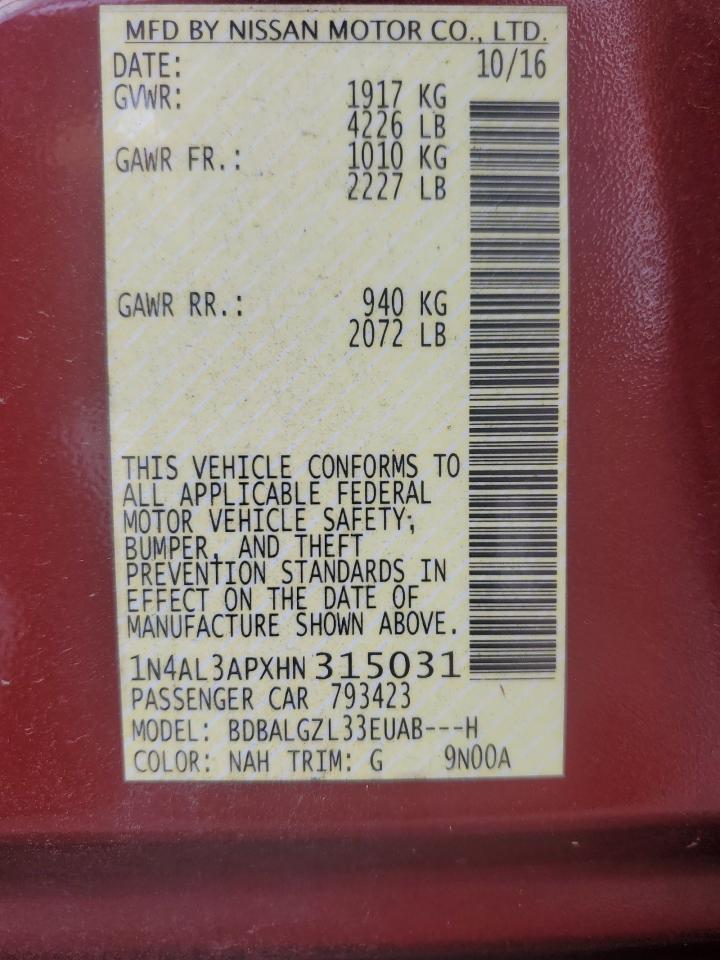 MFD BY NISSAN MOTOR CO., LTD.
DATE: 10/16
GVWR: 1917 KG
4226 LB
GAWR FR.: 1010 KG
2227 LB
GAWR RR.: 940 KG
2072 LB
THIS VEHICLE CONFORMS TO
ALL APPLICABLE FEDERAL
MOTOR VEHICLE SAFETY,
BUMPER, AND THEFT
PREVENTION STANDARDS IN
EFFECT ON THE DATE OF
MANUFACTURE SHOWN ABOVE.
1N4AL3APXHN315031
PASSENGER CAR 793423
MODEL: BDBALGZL33EUAB---H
COLOR: NAH TRIM: G 9N00A